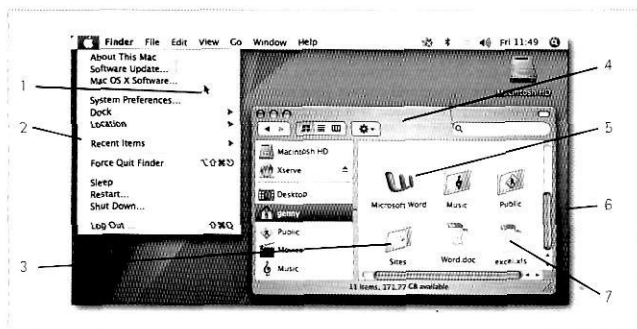 Finder File Edit View Go Window Help Fri 11:49
About This Mac
Software Update...
Mac OS X Software...
System Preferences...
Dock
Location
Recent Items
Force Quit Finder ⌥⇧⌘⎋
Sleep
Restart...
Shut Down...
Log Out... ⇧⌘Q
Macintosh HD
Macintosh HD
Xserve
Desktop
genny
Public
Movies
Music
Microsoft Word
Music
Public
Sites
Word.doc
excel.xls
11 items, 171.77 GB available
1
2
3
4
5
6
7